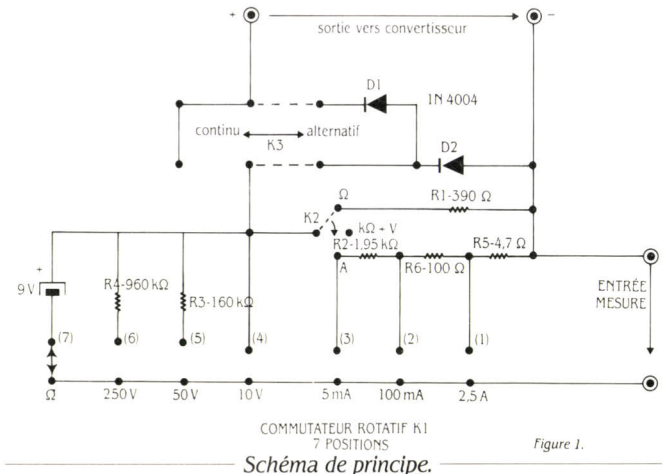 + −
sortie vers convertisseur
D1
1N 4004
continu alternatif
K3
D2
Ω
R1-390 Ω
K2
kΩ + V
R2-1,95 kΩ
R5-4,7 Ω
+
A
R6-100 Ω
9 V
R4-960 kΩ
R3-160 kΩ
ENTRÉE
MESURE
(7) (6) (5) (4) (3) (2) (1)
Ω 250 V 50 V 10 V 5 mA 100 mA 2,5 A
COMMUTATEUR ROTATIF K1
7 POSITIONS
Figure 1.
Schéma de principe.